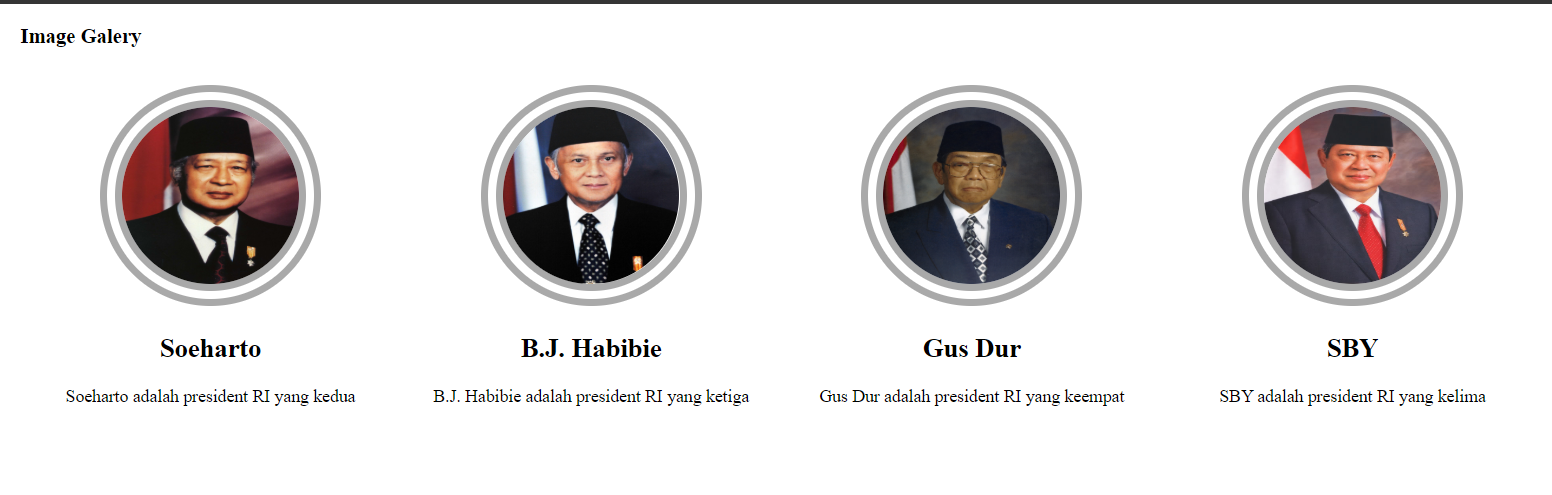 Image Galery
Soeharto
B.J. Habibie
Gus Dur
SBY
Soeharto adalah president RI yang kedua
B.J. Habibie adalah president RI yang ketiga
Gus Dur adalah president RI yang keempat
SBY adalah president RI yang kelima